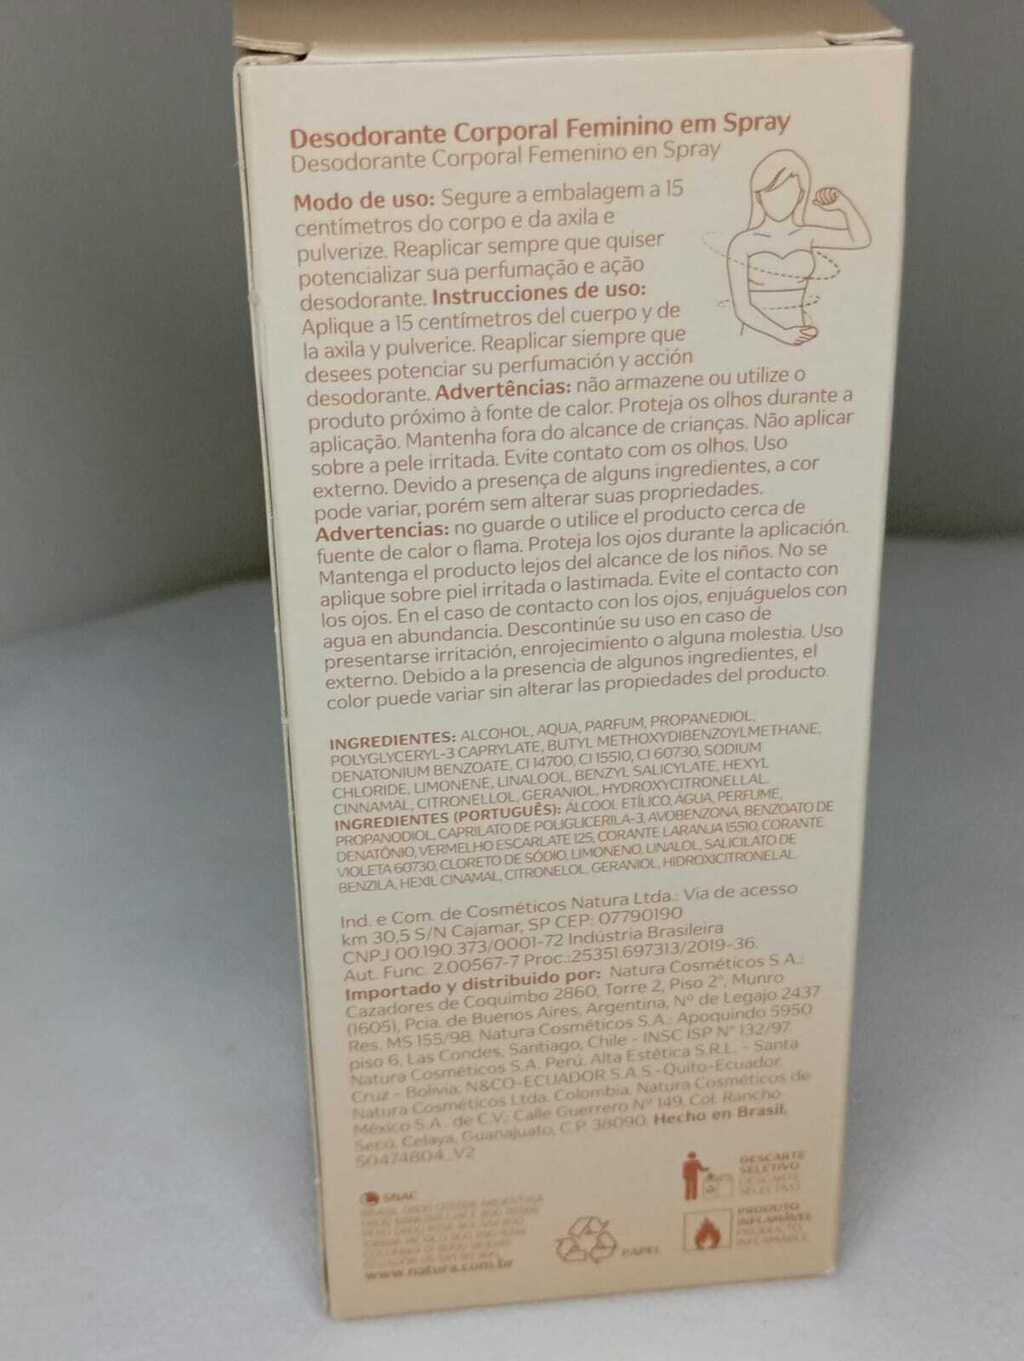 Desodorante Corporal Feminino em Spray
Desodorante Corporal Femenino en Spray
Modo de uso: Segure a embalagem a 15
centímetros do corpo e da axila e
pulverize. Reaplicar sempre que quiser
potencializar sua perfumação e ação
desodorante. Instrucciones de uso:
Aplique a 15 centímetros del cuerpo y de
la axila y pulverice. Reaplicar siempre que
desees potenciar su perfumación y acción
desodorante. Advertências: não armazene ou utilize o
produto próximo à fonte de calor. Proteja os olhos durante a
aplicação. Mantenha fora do alcance de crianças. Não aplicar
sobre a pele irritada. Evite contato com os olhos. Uso
externo. Devido a presença de alguns ingredientes, a cor
pode variar, porém sem alterar suas propriedades.
Advertencias: no guarde o utilice el producto cerca de
fuente de calor o flama. Proteja los ojos durante la aplicación.
Mantenga el producto lejos del alcance de los niños. No se
aplique sobre piel irritada o lastimada. Evite el contacto con
los ojos. En el caso de contacto con los ojos, enjuáguelos con
agua en abundancia. Descontinúe su uso en caso de
presentarse irritación, enrojecimiento o alguna molestia. Uso
externo. Debido a la presencia de algunos ingredientes, el
color puede variar sin alterar las propiedades del producto.
INGREDIENTES: ALCOHOL, AQUA, PARFUM, PROPANEDIOL,
POLYGLYCERYL-3 CAPRYLATE, BUTYL METHOXYDIBENZOYLMETHANE,
DENATONIUM BENZOATE, CI 14700, CI 15510, CI 60730, SODIUM
CHLORIDE, LIMONENE, LINALOOL, BENZYL SALICYLATE, HEXYL
CINNAMAL, CITRONELLOL, GERANIOL, HYDROXYCITRONELLAL.
INGREDIENTES (PORTUGUÊS): ÁLCOOL ETÍLICO, ÁGUA, PERFUME,
PROPANODIOL, CAPRILATO DE POLIGLICERILA-3, AVOBENZONA, BENZOATO DE
DENATÔNIO, VERMELHO ESCARLATE 125, CORANTE LARANJA 15510, CORANTE
VIOLETA 60730, CLORETO DE SÓDIO, LIMONENO, LINALOL, SALICILATO DE
BENZILA, HEXIL CINAMAL, CITRONELOL, GERANIOL, HIDROXICITRONELAL.
Ind. e Com. de Cosméticos Natura Ltda.: Via de acesso
km 30,5 S/N Cajamar, SP CEP: 07790190
CNPJ 00.190.373/0001-72 Indústria Brasileira
Aut. Func. 2.00567-7 Proc.:25351.697313/2019-36.
Importado y distribuido por: Natura Cosméticos S.A.:
Cazadores de Coquimbo 2860, Torre 2, Piso 2°, Munro
(1605), Pcia. de Buenos Aires, Argentina, N° de Legajo 2437
Res. MS 155/98. Natura Cosméticos S.A.: Apoquindo 5950
piso 6, Las Condes, Santiago, Chile - INSC ISP N° 132/97.
Natura Cosméticos S.A. Perú. Alta Estética S.R.L. - Santa
Cruz - Bolivia. N&CO-ECUADOR S.A.S.-Quito-Ecuador.
Natura Cosméticos Ltda. Colombia. Natura Cosméticos de
México S.A. de C.V.: Calle Guerrero N° 149, Col. Rancho
Seco, Celaya, Guanajuato, C.P. 38090. Hecho en Brasil.
50474804_V2
SNAC
www.natura.com.br
PAPEL
DESCARTE
SELETIVO
DESCARTE
SELECTIVO
PRODUTO
INFLAMÁVEL
PRODUCTO
INFLAMABLE